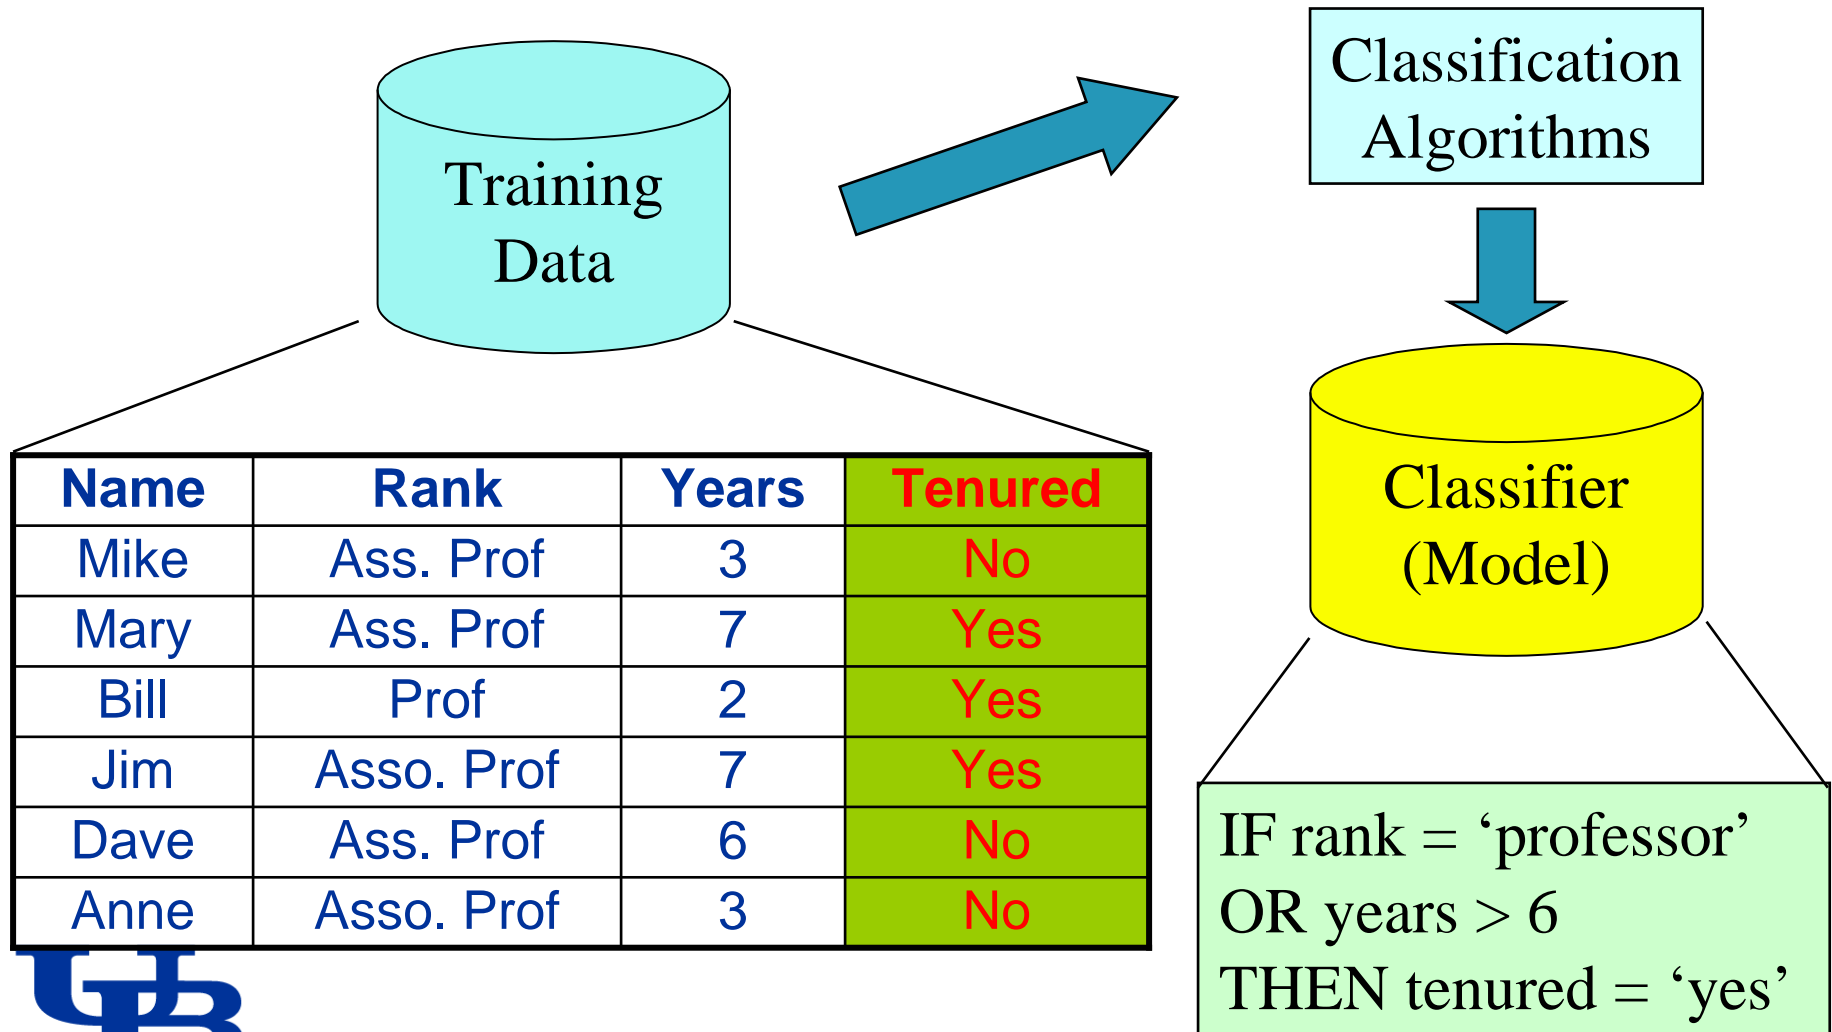 Training
Data
Classification
Algorithms
Name Rank Years Tenured
Mike Ass. Prof 3 No
Mary Ass. Prof 7 Yes
Bill Prof 2 Yes
Jim Asso. Prof 7 Yes
Dave Ass. Prof 6 No
Anne Asso. Prof 3 No
Classifier
(Model)
IF rank = ‘professor’
OR years > 6
THEN tenured = ‘yes’
UB